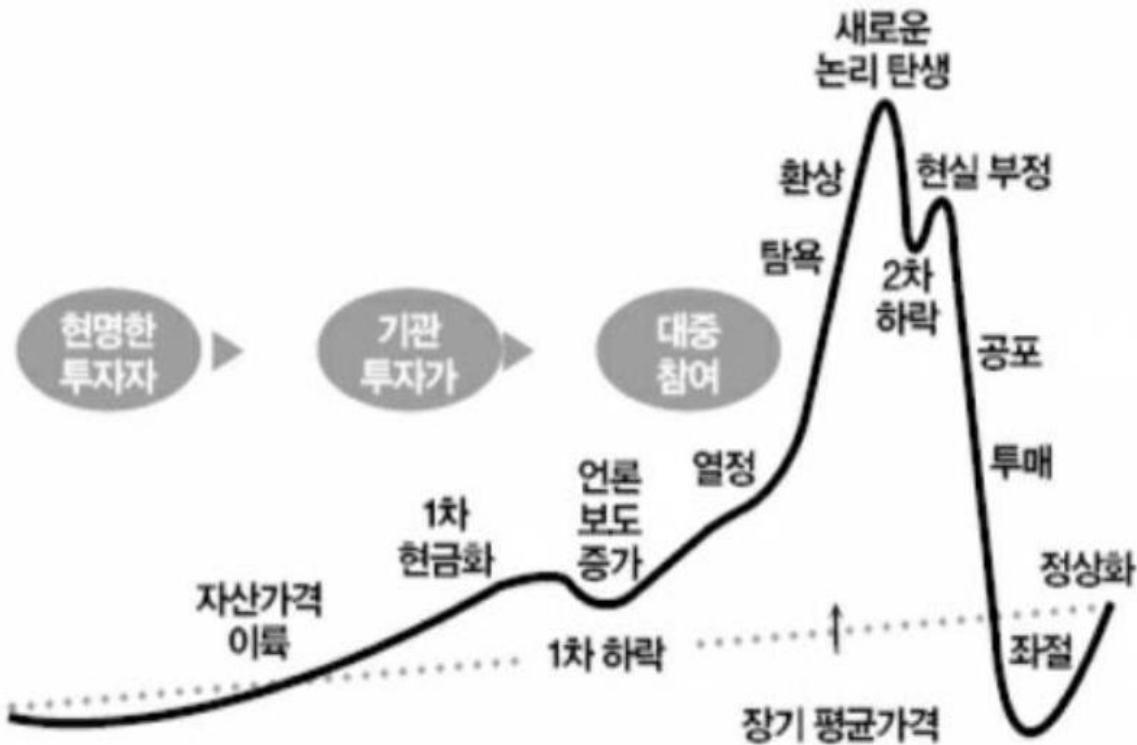 새로운
논리 탄생
환상
현실 부정
탐욕
2차
하락
현명한
투자자
기관
투자가
대중
참여
공포
투매
열정
언론
보도
증가
1차
현금화
자산가격
이륙
1차 하락
정상화
좌절
장기 평균가격